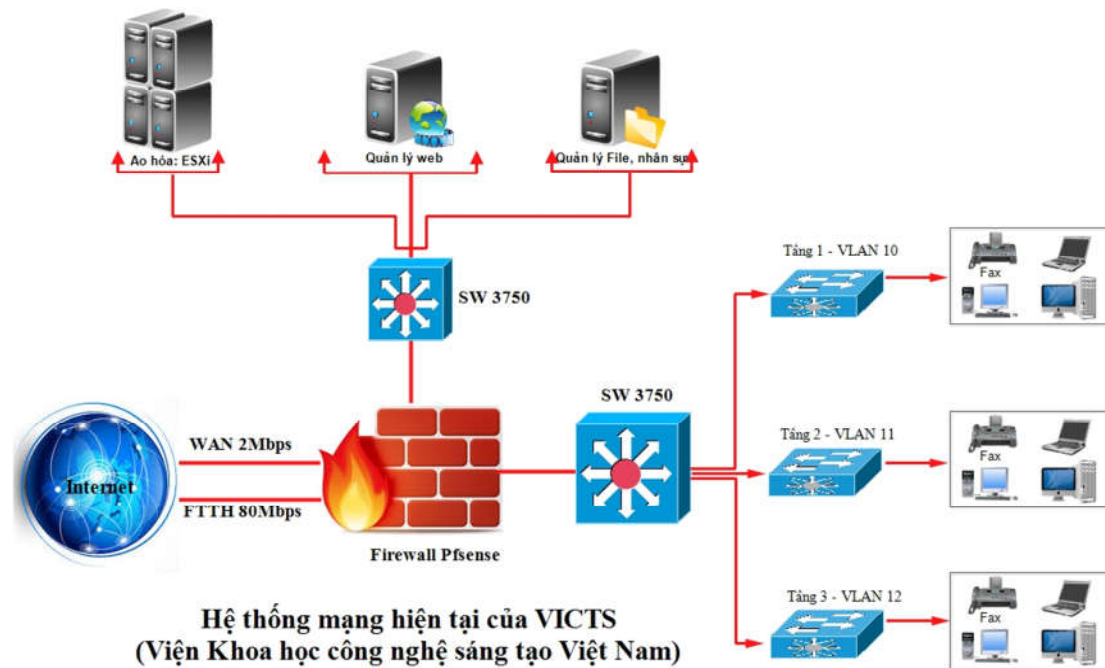 Ao hóa: ESXi
Quản lý web
Quản lý File, nhân sự
SW 3750
Tầng 1 - VLAN 10
Fax
SW 3750
WAN 2Mbps
Internet
FTTH 80Mbps
Firewall Pfsense
Tầng 2 - VLAN 11
Fax
Tầng 3 - VLAN 12
Fax
Hệ thống mạng hiện tại của VICTS
(Viện Khoa học công nghệ sáng tạo Việt Nam)